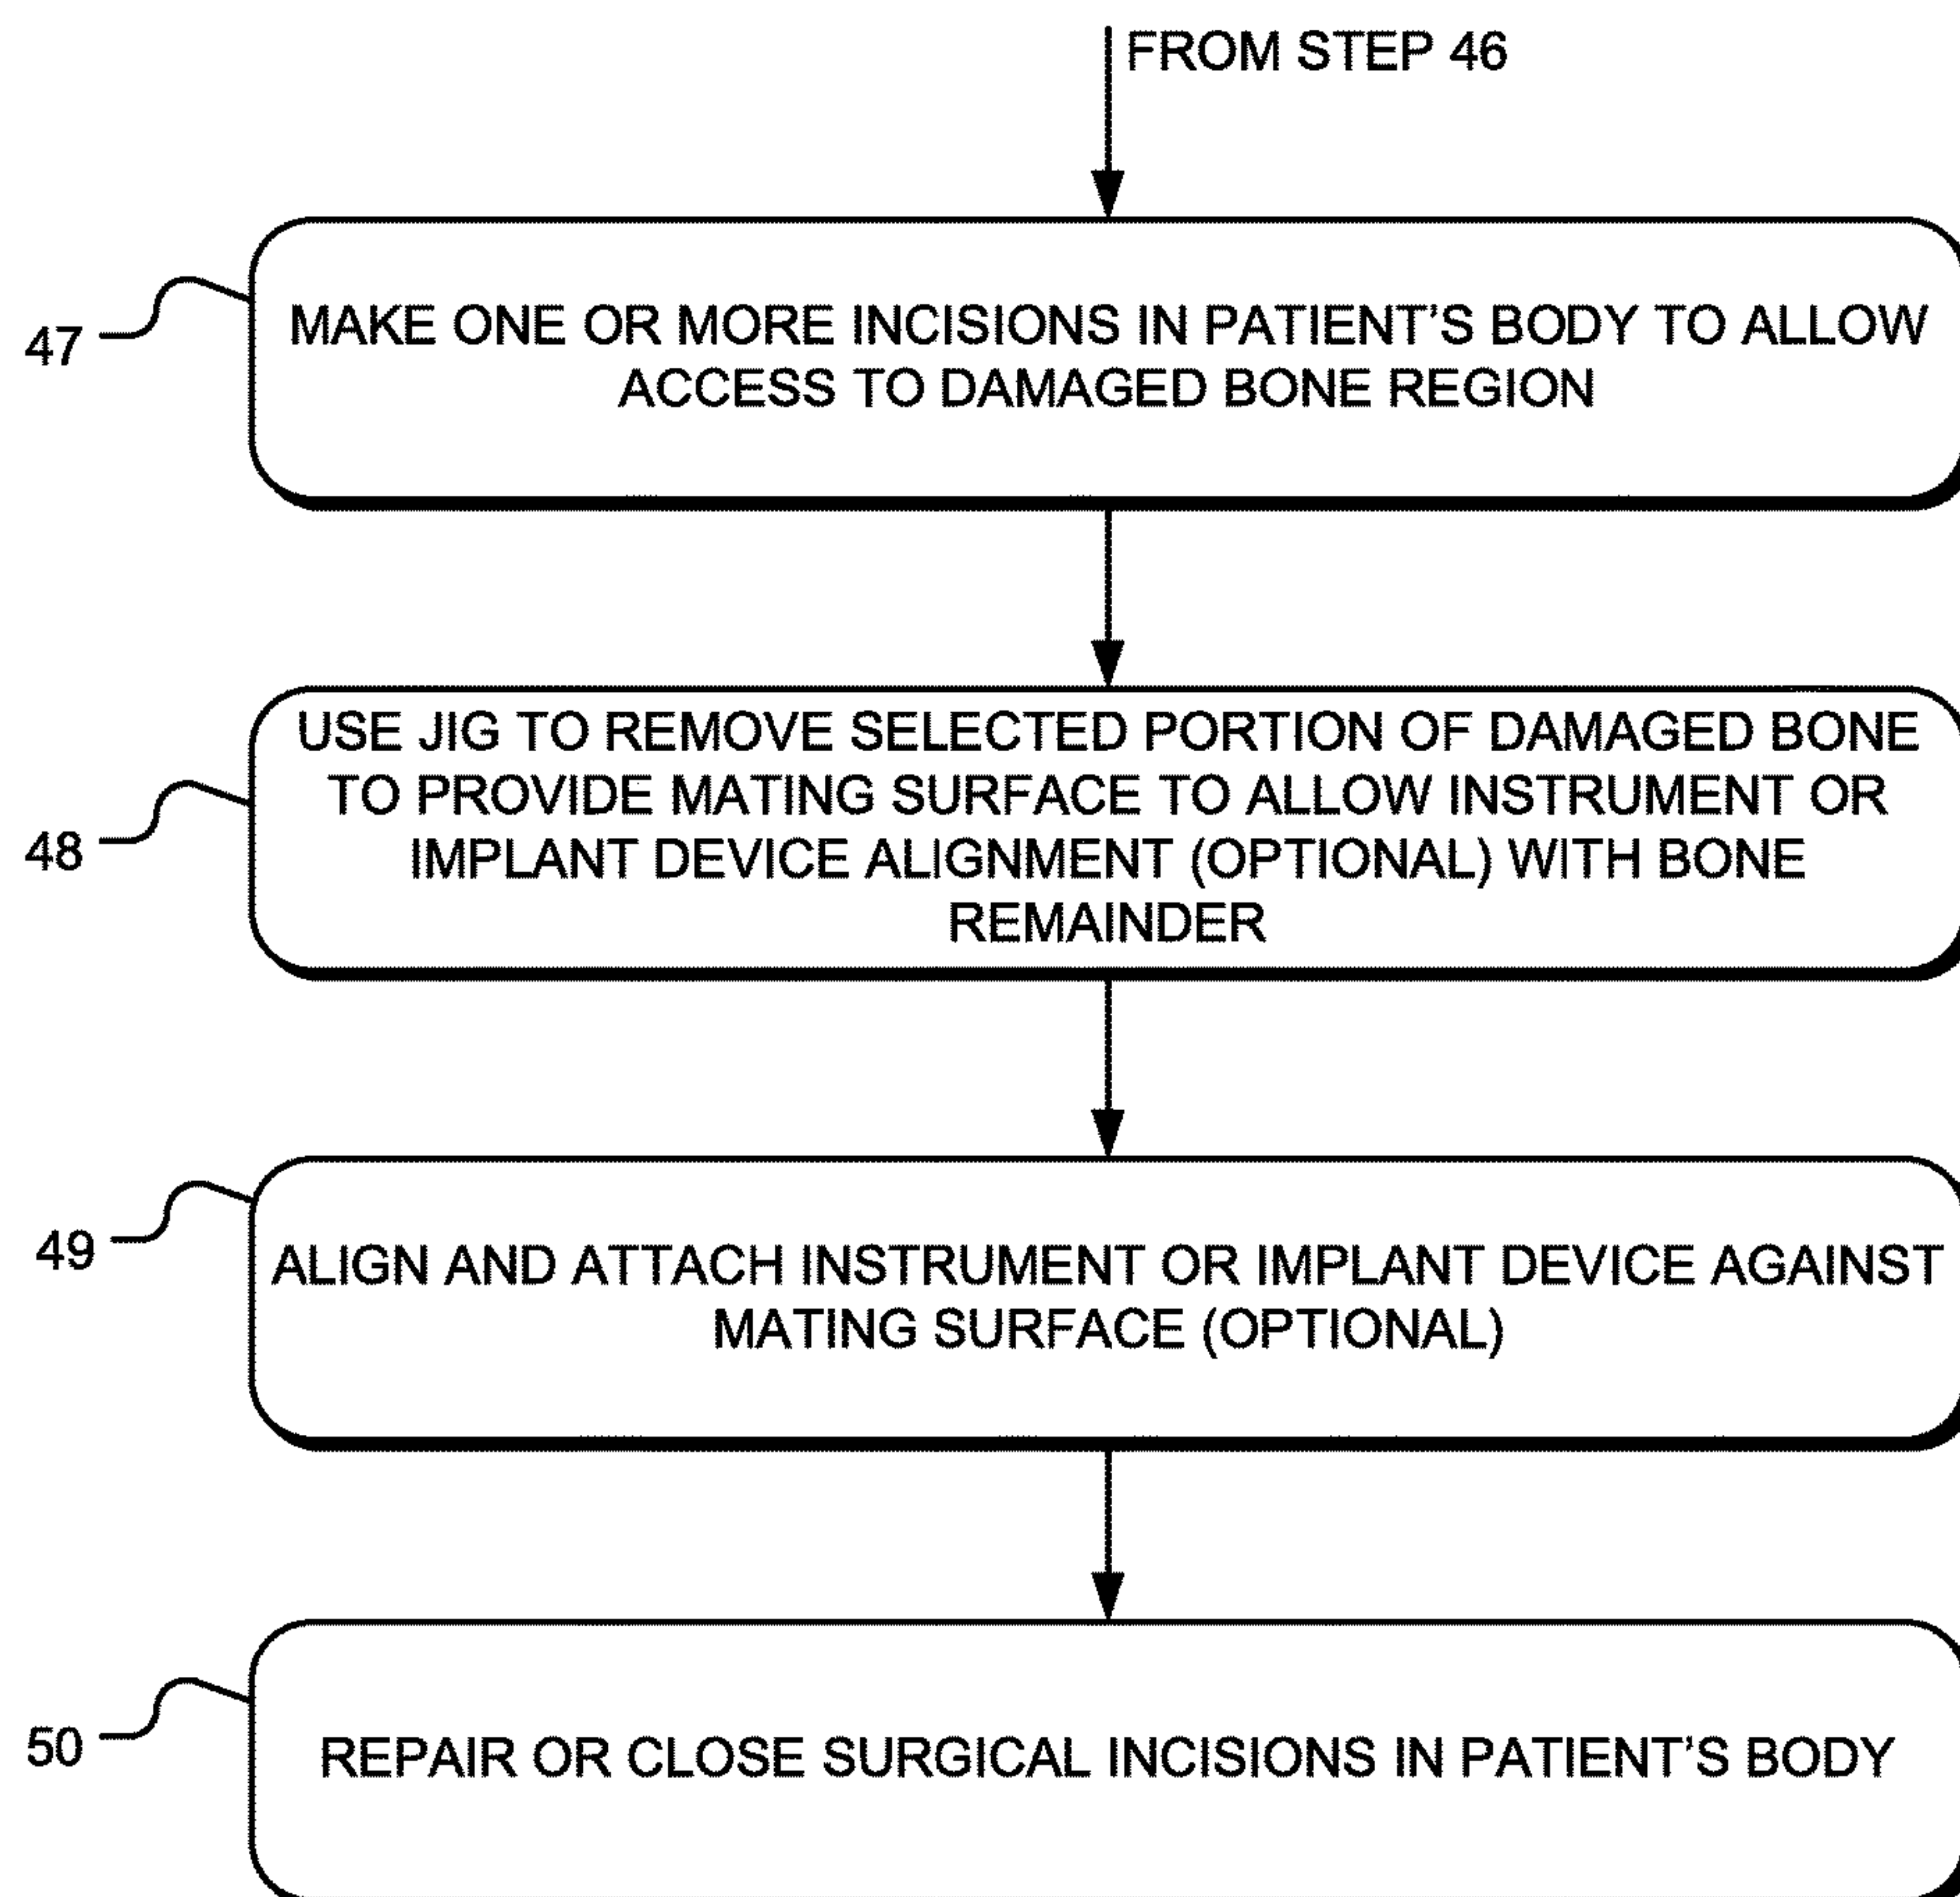 FROM STEP 46
47
MAKE ONE OR MORE INCISIONS IN PATIENT'S BODY TO ALLOW
ACCESS TO DAMAGED BONE REGION
48
USE JIG TO REMOVE SELECTED PORTION OF DAMAGED BONE
TO PROVIDE MATING SURFACE TO ALLOW INSTRUMENT OR
IMPLANT DEVICE ALIGNMENT (OPTIONAL) WITH BONE
REMAINDER
49
ALIGN AND ATTACH INSTRUMENT OR IMPLANT DEVICE AGAINST
MATING SURFACE (OPTIONAL)
50
REPAIR OR CLOSE SURGICAL INCISIONS IN PATIENT'S BODY